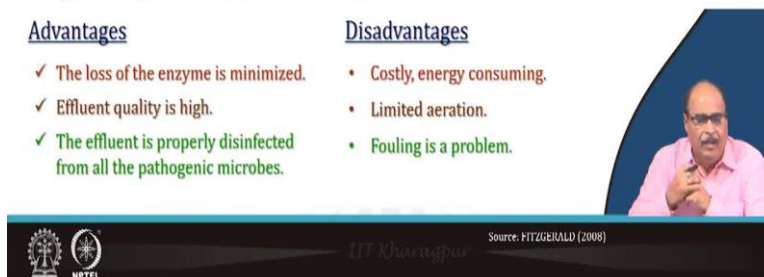 Advantages
✓ The loss of the enzyme is minimized.
✓ Effluent quality is high.
✓ The effluent is properly disinfected
from all the pathogenic microbes.
Disadvantages
• Costly, energy consuming.
• Limited aeration.
• Fouling is a problem.
Source: FITZGERALD (2008)
IIT Kharagpur
NPTEL